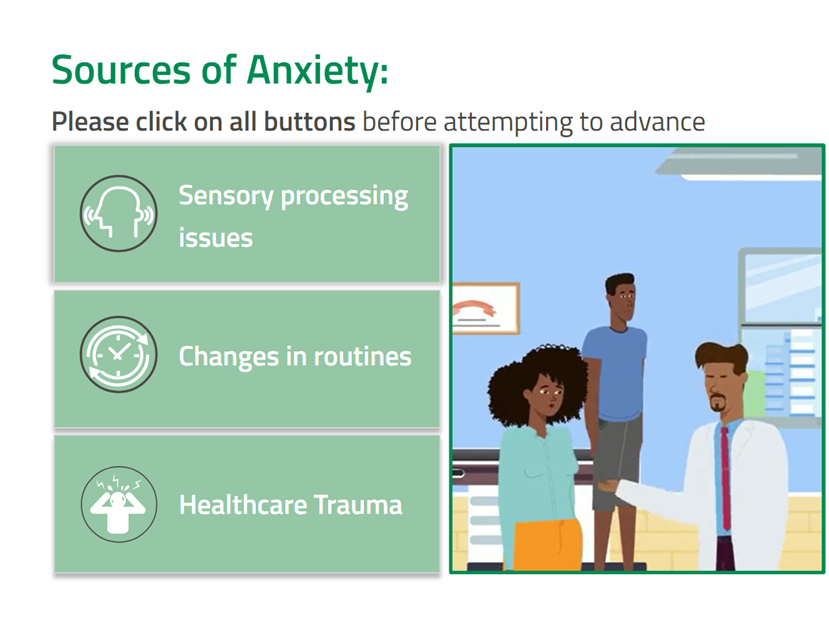 Sources of Anxiety:
Please click on all buttons before attempting to advance
Sensory processing
issues
Changes in routines
Healthcare Trauma